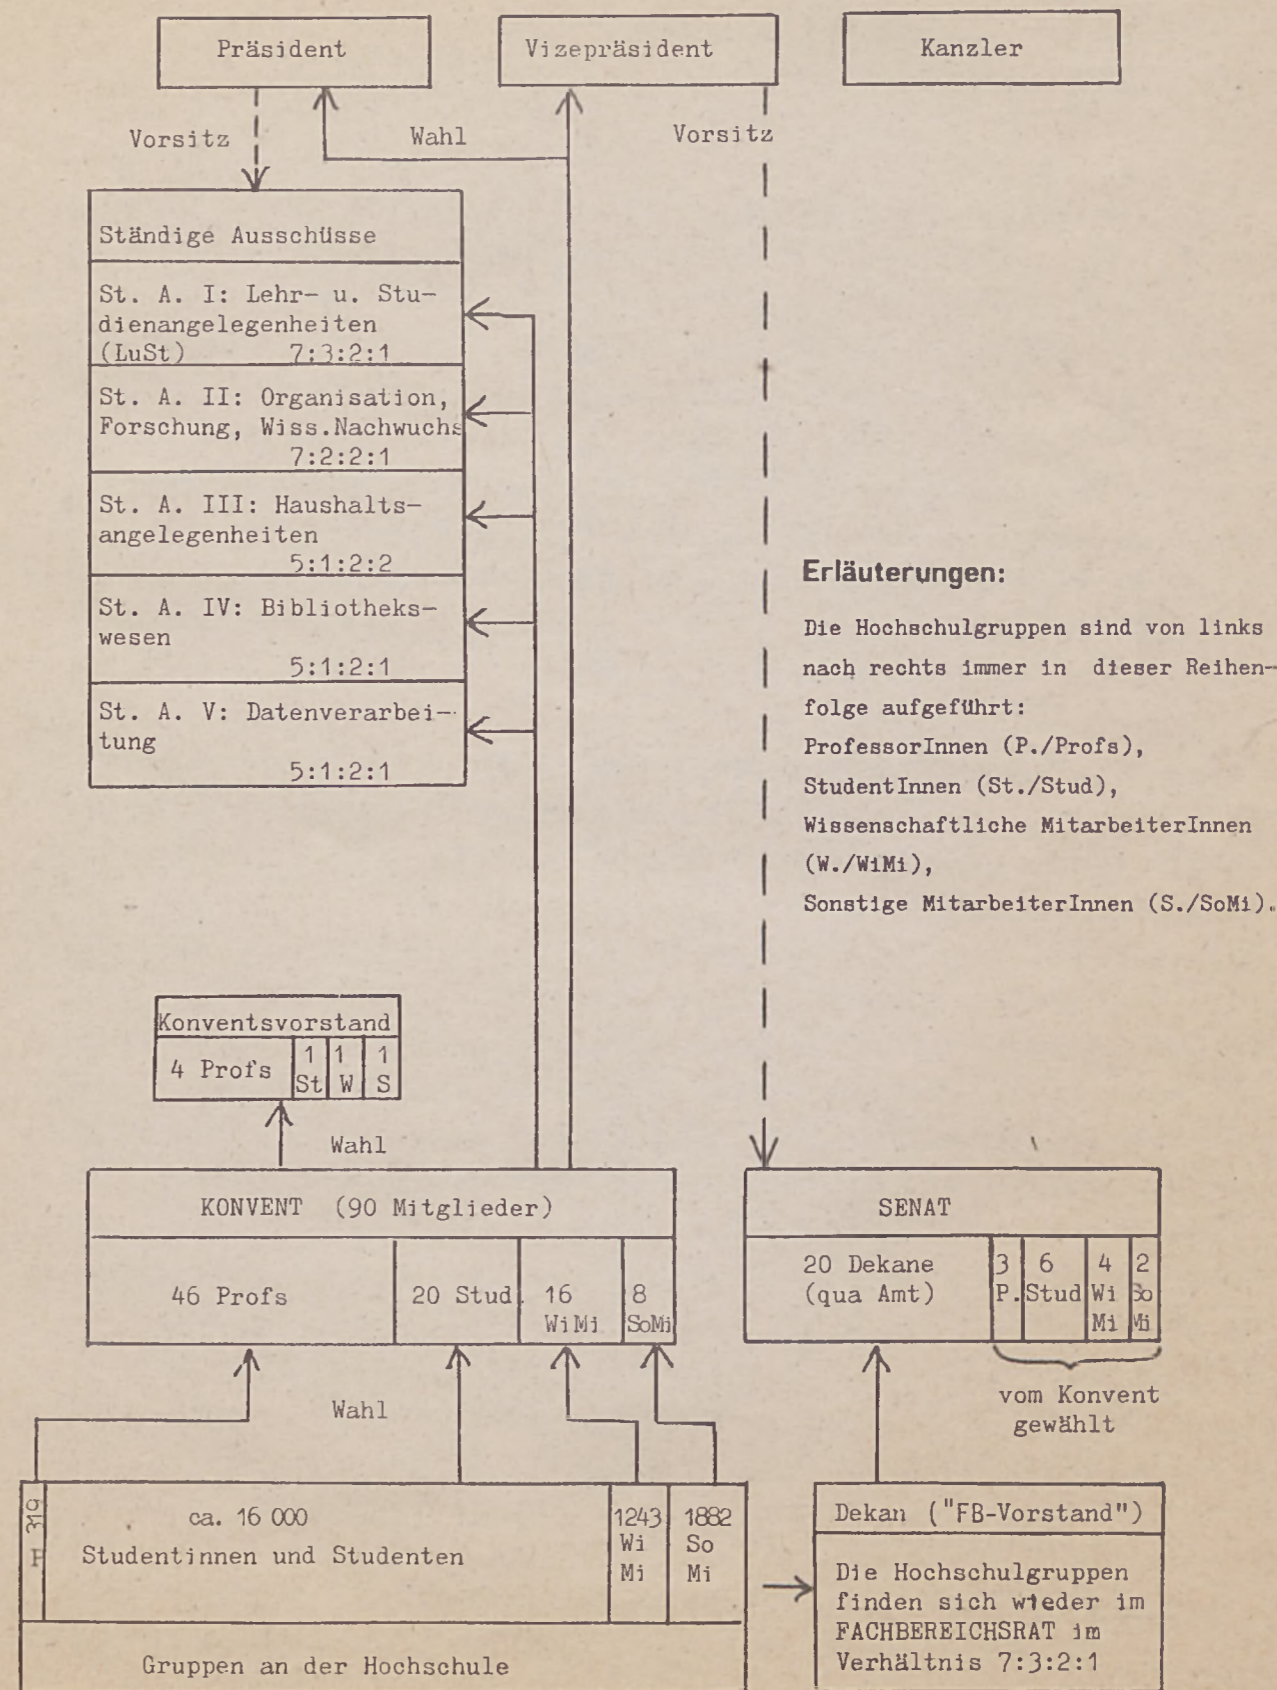 Präsident
Vizepräsident
Kanzler
Vorsitz
Wahl
Vorsitz
Ständige Ausschüsse
St. A. I: Lehr- u. Stu-
dienangelegenheiten
(LuSt) 7:3:2:1
St. A. II: Organisation,
Forschung, Wiss.Nachwuchs
7:2:2:1
St. A. III: Haushalts-
angelegenheiten
5:1:2:2
St. A. IV: Bibliotheks-
wesen
5:1:2:1
St. A. V: Datenverarbei-
tung
5:1:2:1
Erläuterungen:
Die Hochschulgruppen sind von links
nach rechts immer in dieser Reihen-
folge aufgeführt:
ProfessorInnen (P./Profs),
StudentInnen (St./Stud),
Wissenschaftliche MitarbeiterInnen
(W./WiMi),
Sonstige MitarbeiterInnen (S./SoMi).
Konventsvorstand
4 Profs
1
St
1
W
1
S
Wahl
KONVENT (90 Mitglieder)
46 Profs
20 Stud.
16
WiMi
8
SoMi
SENAT
20 Dekane
(qua Amt)
3
P.
6
Stud
4
Wi
Mi
2
So
Mi
vom Konvent
gewählt
Wahl
319
P
ca. 16 000
Studentinnen und Studenten
1243
Wi
Mi
1882
So
Mi
Gruppen an der Hochschule
Dekan ("FB-Vorstand")
Die Hochschulgruppen
finden sich wieder im
FACHBEREICHSRAT im
Verhältnis 7:3:2:1